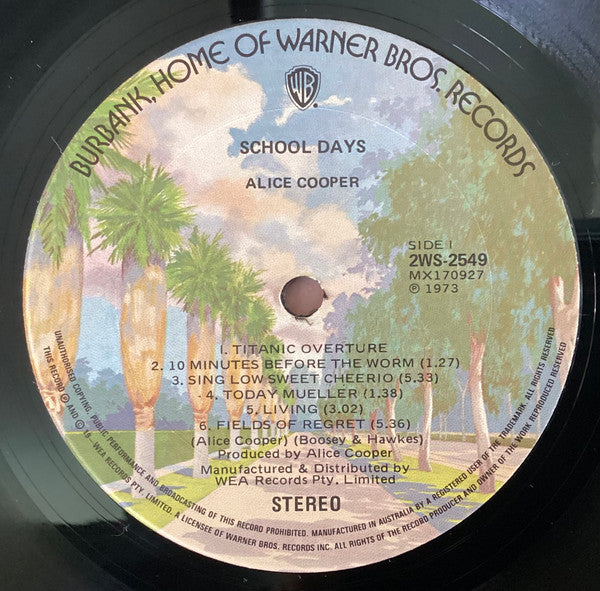 BURBANK, HOME OF WARNER BROS. RECORDS
WB
SCHOOL DAYS
ALICE COOPER
SIDE 1
2WS-2549
MX170927
℗ 1973
1. TITANIC OVERTURE
2. 10 MINUTES BEFORE THE WORM (1.27)
3. SING LOW SWEET CHEERIO (5.33)
4. TODAY MUELLER (1.38)
5. LIVING (3.02)
6. FIELDS OF REGRET (5.36)
(Alice Cooper) (Boosey & Hawkes)
Produced by Alice Cooper
Manufactured & Distributed by
WEA Records Pty. Limited
STEREO
UNAUTHORISED COPYING, PUBLIC PERFORMANCE AND BROADCASTING OF THIS RECORD PROHIBITED. MANUFACTURED IN AUSTRALIA BY A REGISTERED USER OF THE TRADEMARK. ALL RIGHTS RESERVED.
THIS RECORD ℗ AND © AS-WEA RECORDS PTY. LIMITED. A LICENSEE OF WARNER BROS. RECORDS INC. ALL RIGHTS OF THE RECORD PRODUCER AND OWNER OF THE WORK REPRODUCED RESERVED